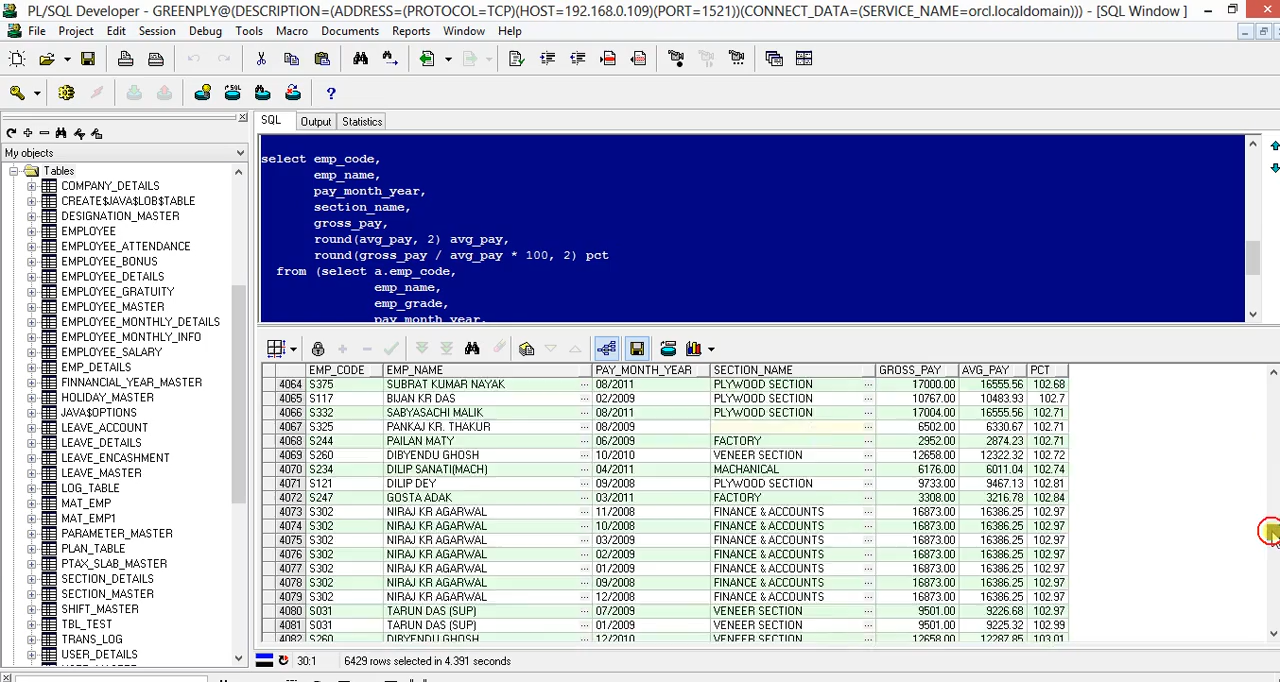 PL/SQL Developer - GREENPLY@(DESCRIPTION=(ADDRESS=(PROTOCOL=TCP)(HOST=192.168.0.109)(PORT=1521))(CONNECT_DATA=(SERVICE_NAME=orcl.localdomain))) - [SQL Window ]
File Project Edit Session Debug Tools Macro Documents Reports Window Help
SQL Output Statistics
My objects
Tables
COMPANY_DETAILS
CREATE$JAVA$LOB$TABLE
DESIGNATION_MASTER
EMPLOYEE
EMPLOYEE_ATTENDANCE
EMPLOYEE_BONUS
EMPLOYEE_DETAILS
EMPLOYEE_GRATUITY
EMPLOYEE_MASTER
EMPLOYEE_MONTHLY_DETAILS
EMPLOYEE_MONTHLY_INFO
EMPLOYEE_SALARY
EMP_DETAILS
FINNANCIAL_YEAR_MASTER
HOLIDAY_MASTER
JAVA$OPTIONS
LEAVE_ACCOUNT
LEAVE_DETAILS
LEAVE_ENCASHMENT
LEAVE_MASTER
LOG_TABLE
MAT_EMP
MAT_EMP1
PARAMETER_MASTER
PLAN_TABLE
PTAX_SLAB_MASTER
SECTION_DETAILS
SECTION_MASTER
SHIFT_MASTER
TBL_TEST
TRANS_LOG
USER_DETAILS
select emp_code,
emp_name,
pay_month_year,
section_name,
gross_pay,
round(avg_pay, 2) avg_pay,
round(gross_pay / avg_pay * 100, 2) pct
from (select a.emp_code,
emp_name,
emp_grade,
pay_month_year,
EMP_CODE EMP_NAME PAY_MONTH_YEAR SECTION_NAME GROSS_PAY AVG_PAY PCT
4064 S375 SUBRAT KUMAR NAYAK 08/2011 PLYWOOD SECTION 17000.00 16555.56 102.68
4065 S117 BIJAN KR DAS 02/2009 PLYWOOD SECTION 10767.00 10483.93 102.7
4066 S332 SABYASACHI MALIK 08/2011 PLYWOOD SECTION 17004.00 16555.56 102.71
4067 S325 PANKAJ KR. THAKUR 08/2009 6502.00 6330.67 102.71
4068 S244 PAILAN MATY 06/2009 FACTORY 2952.00 2874.23 102.71
4069 S260 DIBYENDU GHOSH 10/2010 VENEER SECTION 12658.00 12322.32 102.72
4070 S234 DILIP SANATI(MACH) 04/2011 MACHANICAL 6176.00 6011.04 102.74
4071 S121 DILIP DEY 09/2008 PLYWOOD SECTION 9733.00 9467.13 102.81
4072 S247 GOSTA ADAK 03/2011 FACTORY 3308.00 3216.78 102.84
4073 S302 NIRAJ KR AGARWAL 11/2008 FINANCE & ACCOUNTS 16873.00 16386.25 102.97
4074 S302 NIRAJ KR AGARWAL 10/2008 FINANCE & ACCOUNTS 16873.00 16386.25 102.97
4075 S302 NIRAJ KR AGARWAL 03/2009 FINANCE & ACCOUNTS 16873.00 16386.25 102.97
4076 S302 NIRAJ KR AGARWAL 02/2009 FINANCE & ACCOUNTS 16873.00 16386.25 102.97
4077 S302 NIRAJ KR AGARWAL 01/2009 FINANCE & ACCOUNTS 16873.00 16386.25 102.97
4078 S302 NIRAJ KR AGARWAL 09/2008 FINANCE & ACCOUNTS 16873.00 16386.25 102.97
4079 S302 NIRAJ KR AGARWAL 12/2008 FINANCE & ACCOUNTS 16873.00 16386.25 102.97
4080 S031 TARUN DAS (SUP) 07/2009 VENEER SECTION 9501.00 9226.68 102.97
4081 S031 TARUN DAS (SUP) 01/2009 VENEER SECTION 9501.00 9225.32 102.99
4082 S260 DIBYENDU GHOSH 12/2010 VENEER SECTION 12658.00 12287.85 103.01
30:1 6429 rows selected in 4.391 seconds